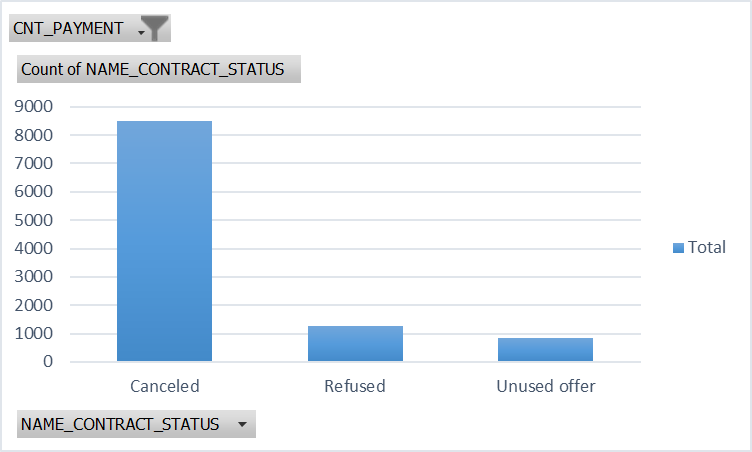 CNT_PAYMENT
Count of NAME_CONTRACT_STATUS
9000
8000
7000
6000
5000
4000
3000
2000
1000
0
Canceled Refused Unused offer
Total
NAME_CONTRACT_STATUS